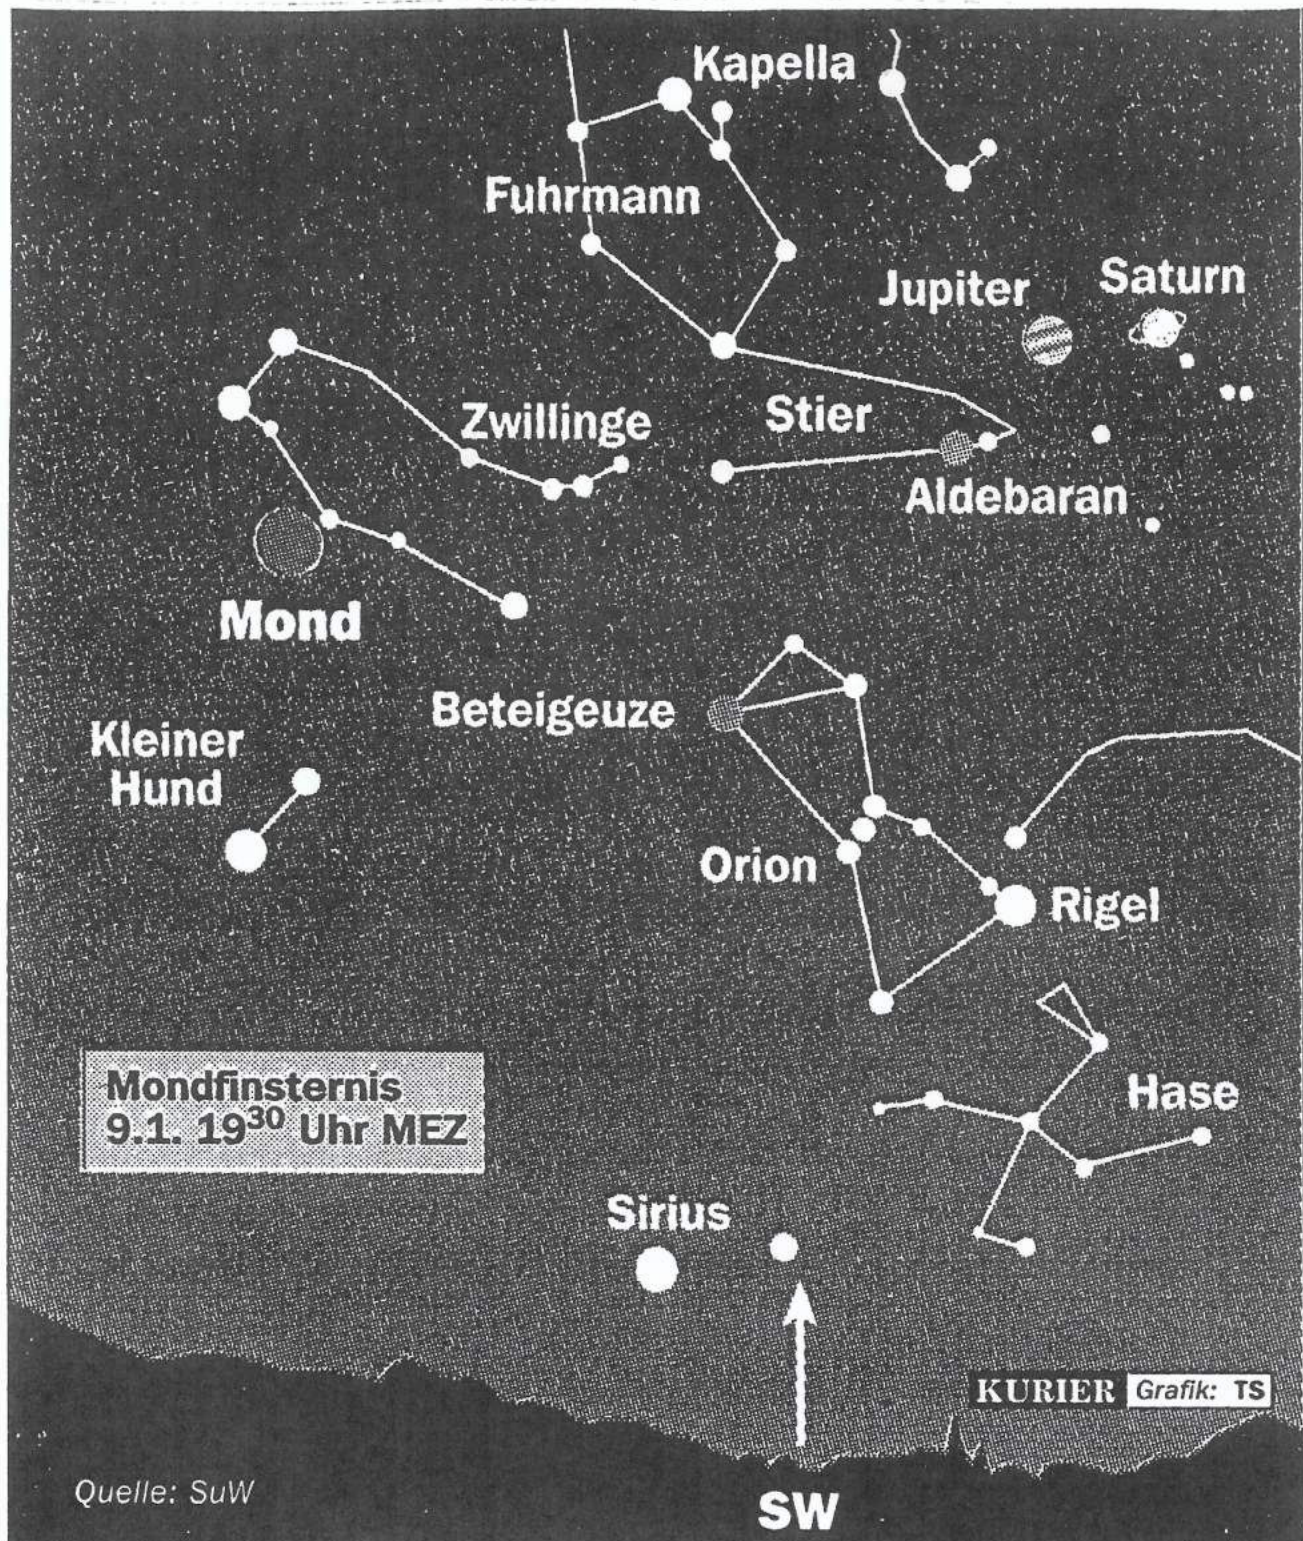 Kapella
Fuhrmann
Jupiter
Saturn
Zwillinge
Stier
Aldebaran
Mond
Beteigeuze
Kleiner
Hund
Orion
Rigel
Mondfinsternis
9.1. 19³⁰ Uhr MEZ
Hase
Sirius
KURIER Grafik: TS
Quelle: SuW
SW